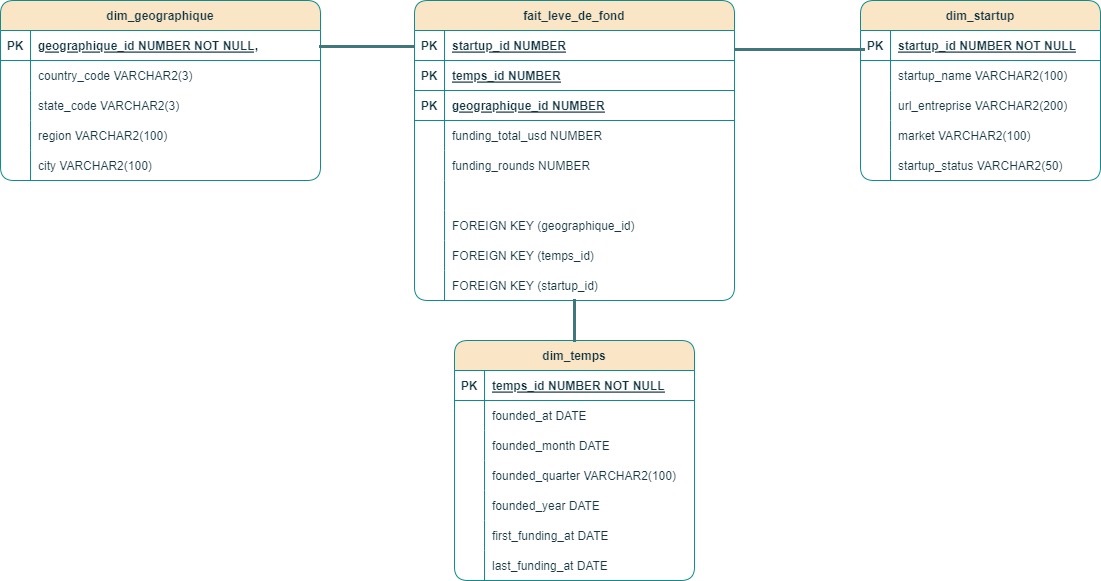 dim_geographique
PK geographique_id NUMBER NOT NULL,
country_code VARCHAR2(3)
state_code VARCHAR2(3)
region VARCHAR2(100)
city VARCHAR2(100)
fait_leve_de_fond
PK startup_id NUMBER
PK temps_id NUMBER
PK geographique_id NUMBER
funding_total_usd NUMBER
funding_rounds NUMBER
FOREIGN KEY (geographique_id)
FOREIGN KEY (temps_id)
FOREIGN KEY (startup_id)
dim_startup
PK startup_id NUMBER NOT NULL
startup_name VARCHAR2(100)
url_entreprise VARCHAR2(200)
market VARCHAR2(100)
startup_status VARCHAR2(50)
dim_temps
PK temps_id NUMBER NOT NULL
founded_at DATE
founded_month DATE
founded_quarter VARCHAR2(100)
founded_year DATE
first_funding_at DATE
last_funding_at DATE